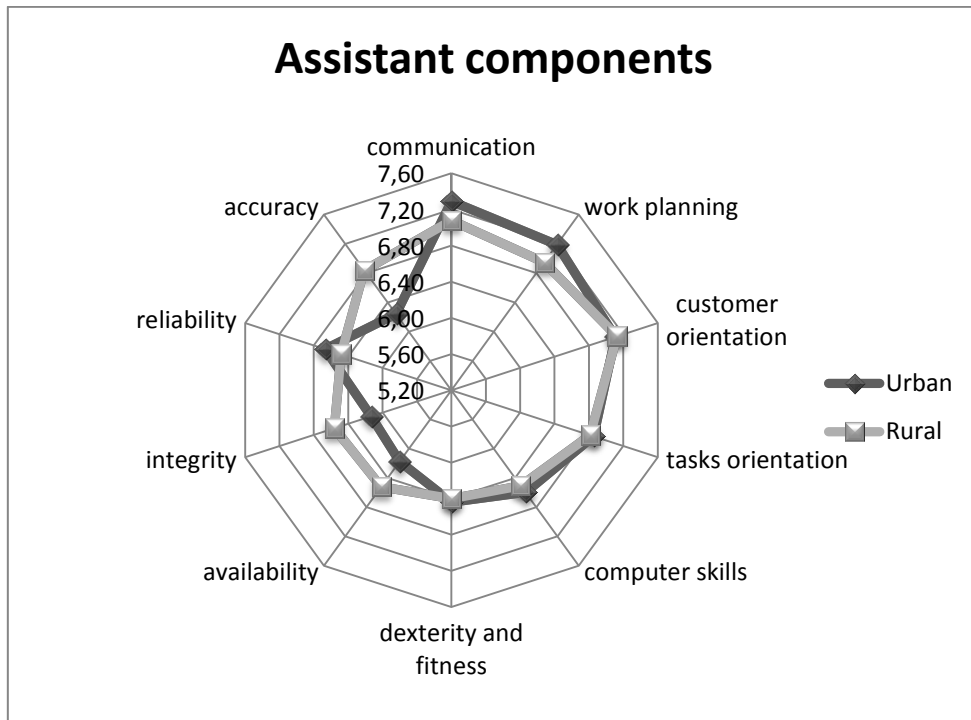 Assistant components
communication
7,60
7,20
6,80
6,40
6,00
5,60
5,20
work planning
customer
orientation
tasks orientation
computer skills
dexterity and
fitness
availability
integrity
reliability
accuracy
Urban
Rural